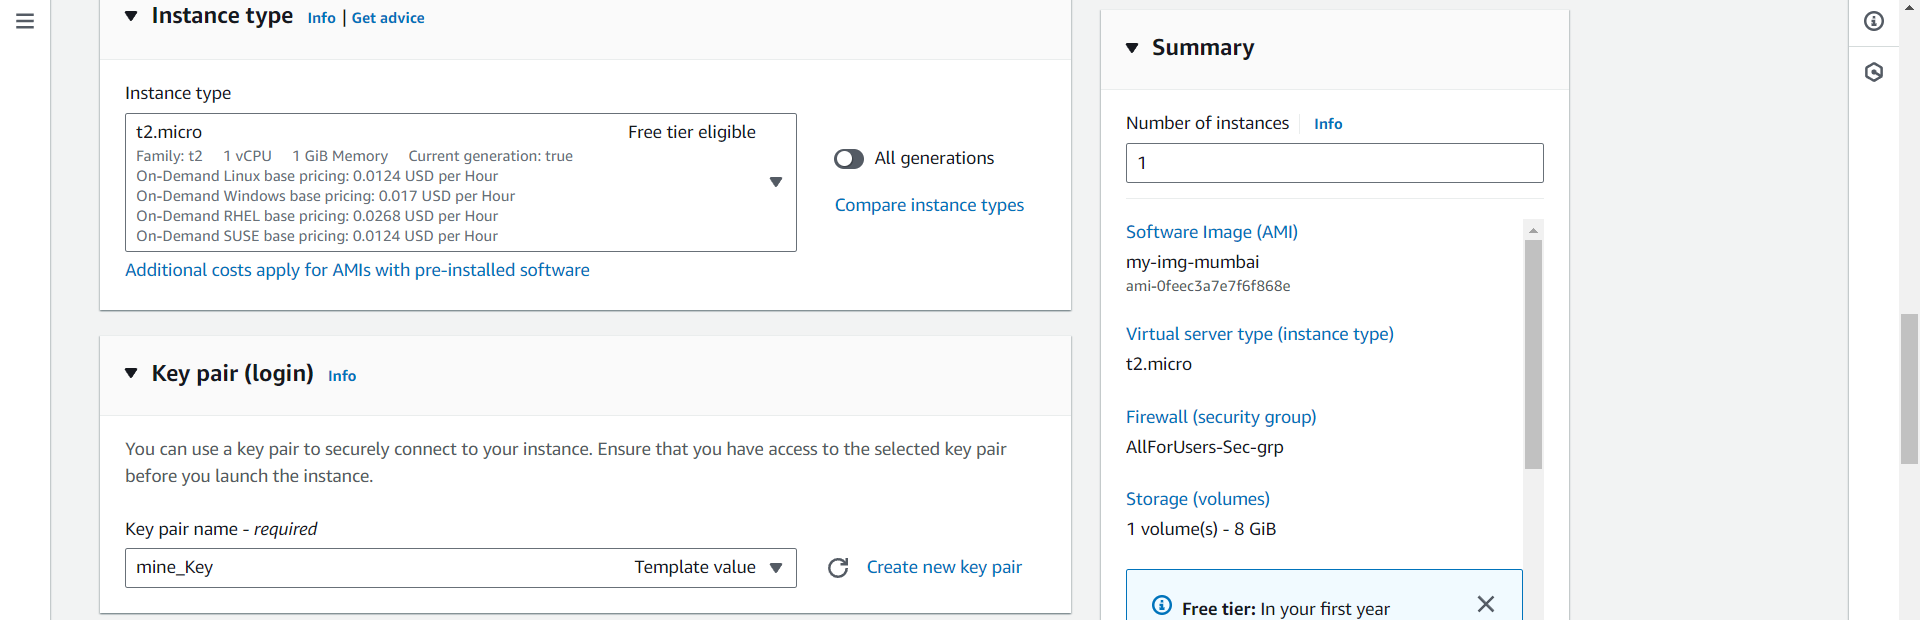 Instance type Info | Get advice
Instance type
t2.micro Free tier eligible
Family: t2 1 vCPU 1 GiB Memory Current generation: true
On-Demand Linux base pricing: 0.0124 USD per Hour
On-Demand Windows base pricing: 0.017 USD per Hour
On-Demand RHEL base pricing: 0.0268 USD per Hour
On-Demand SUSE base pricing: 0.0124 USD per Hour
All generations
Compare instance types
Additional costs apply for AMIs with pre-installed software
Key pair (login) Info
You can use a key pair to securely connect to your instance. Ensure that you have access to the selected key pair
before you launch the instance.
Key pair name - required
mine_Key Template value
Create new key pair
Summary
Number of instances Info
1
Software Image (AMI)
my-img-mumbai
ami-0feec3a7e7f6f868e
Virtual server type (instance type)
t2.micro
Firewall (security group)
AllForUsers-Sec-grp
Storage (volumes)
1 volume(s) - 8 GiB
Free tier: In your first year